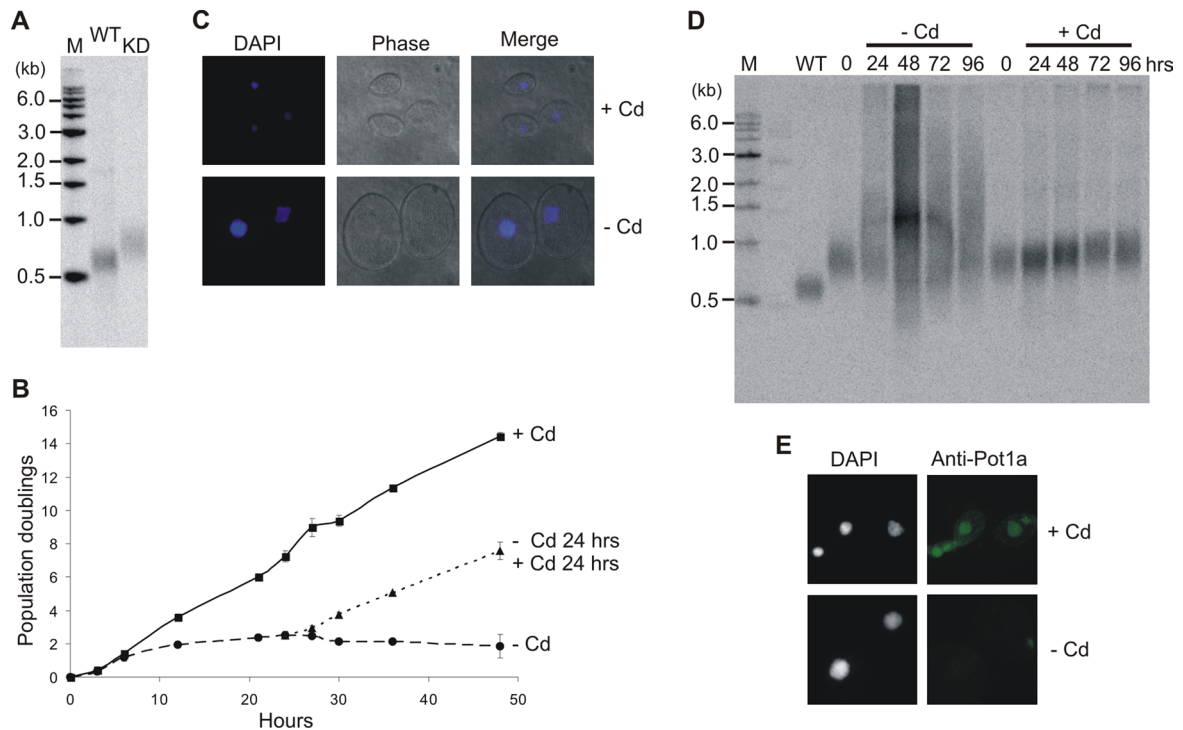 A
M WT KD
(kb)
6.0
3.0
2.0
1.5
1.0
0.5
C
DAPI Phase Merge
+ Cd
- Cd
D
- Cd + Cd
M WT 0 24 48 72 96 0 24 48 72 96 hrs
(kb)
6.0
3.0
2.0
1.5
1.0
0.5
B
Population doublings
16
14
12
10
8
6
4
2
0
0 10 20 30 40 50
Hours
+ Cd
- Cd 24 hrs
+ Cd 24 hrs
- Cd
E
DAPI Anti-Pot1a
+ Cd
- Cd